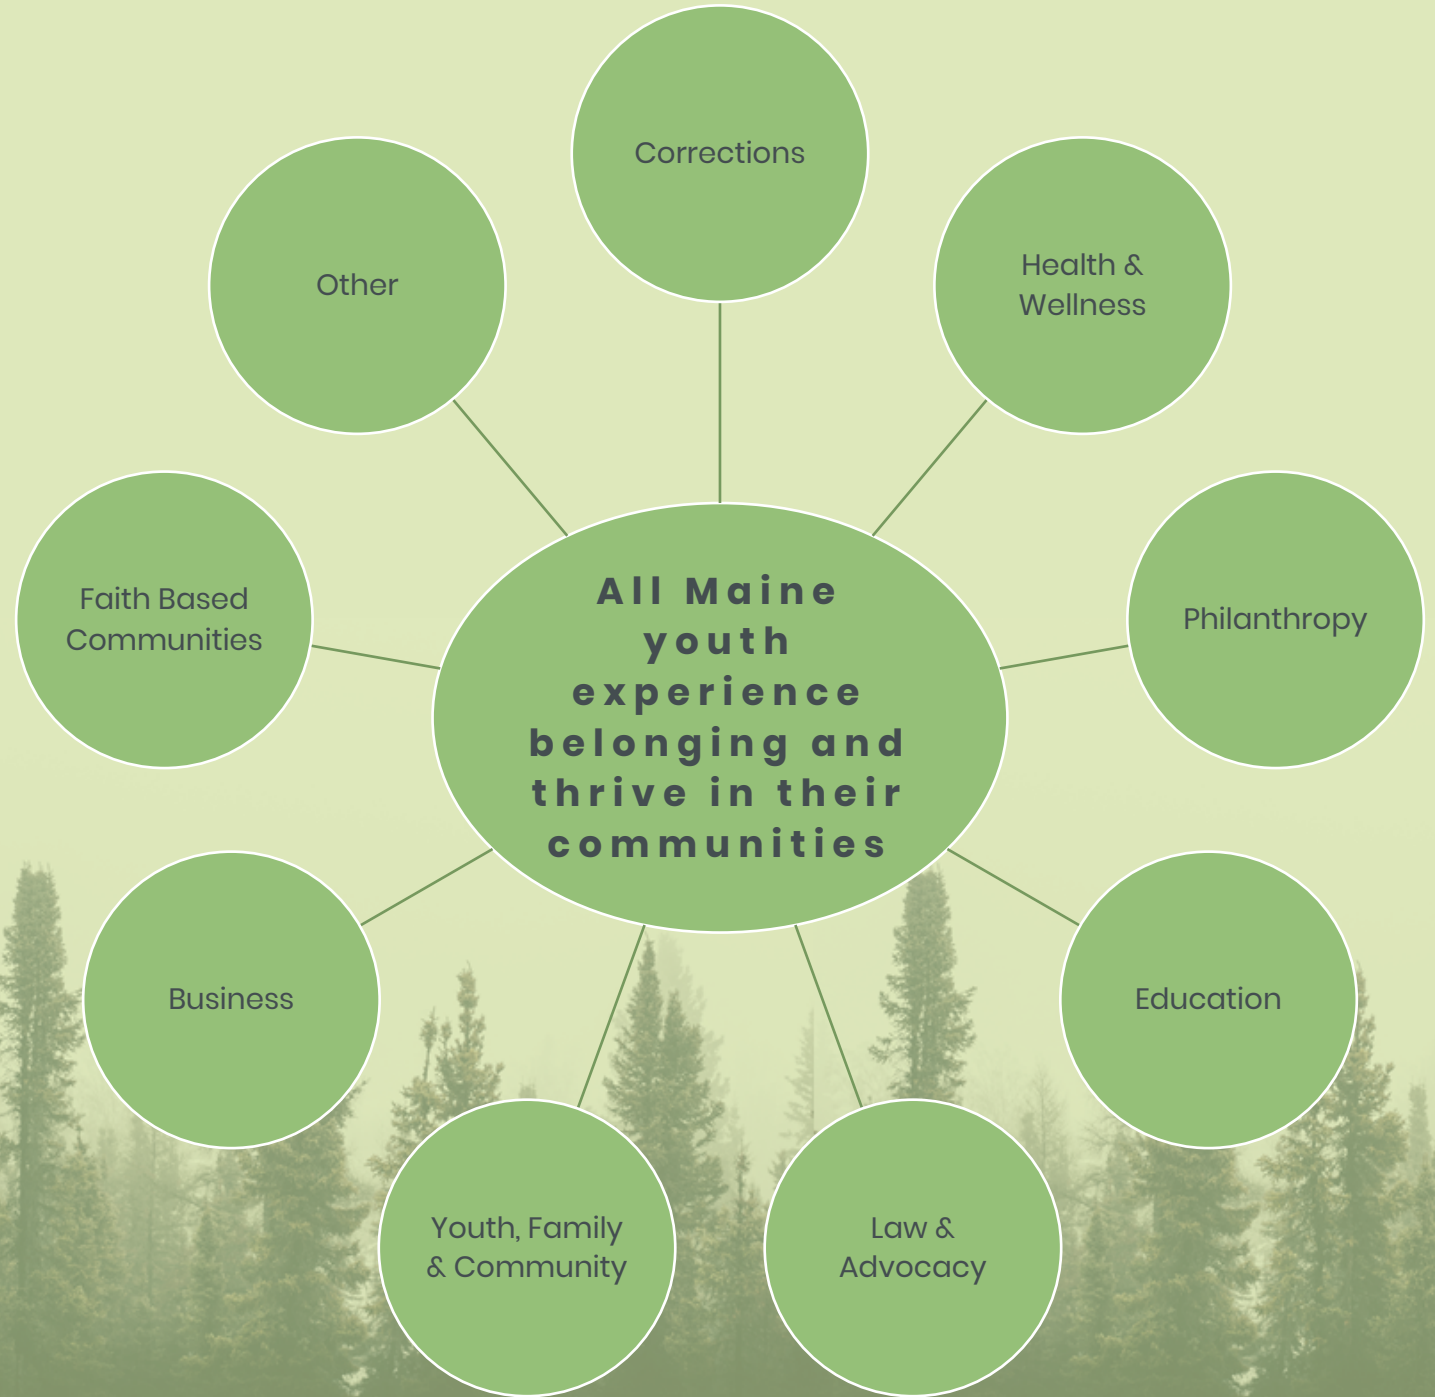 Corrections
Other
Health &
Wellness
Faith Based
Communities
Philanthropy
All Maine
youth
experience
belonging and
thrive in their
communities
Business
Education
Youth, Family
& Community
Law &
Advocacy